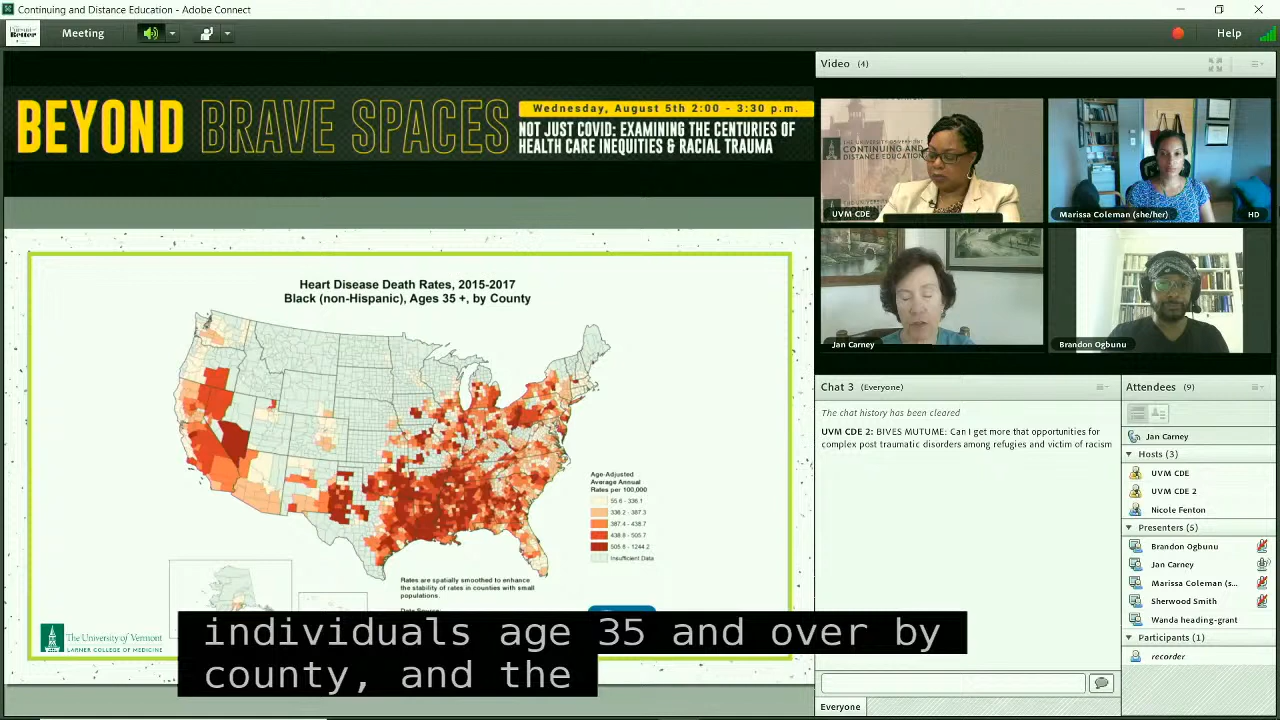 Continuing and Distance Education - Adobe Connect
Meeting
Help
BEYOND BRAVE SPACES
Wednesday, August 5th 2:00 - 3:30 p.m.
NOT JUST COVID: EXAMINING THE CENTURIES OF
HEALTH CARE INEQUITIES & RACIAL TRAUMA
Heart Disease Death Rates, 2015-2017
Black (non-Hispanic), Ages 35 +, by County
Age-Adjusted
Average Annual
Rates per 100,000
55.6 - 336.1
338.2 - 387.3
387.4 - 438.7
438.8 - 505.7
505.8 - 1244.2
Insufficient Data
Rates are spatially smoothed to enhance
the stability of rates in counties with small
populations.
The University of Vermont
LARNER COLLEGE OF MEDICINE
individuals age 35 and over by
county, and the
Video (4)
CONTINUING AND
DISTANCE EDUCATION
UVM CDE
Marissa Coleman (she/her)
HD
Jan Carney
Brandon Ogbunu
Chat 3 (Everyone)
The chat history has been cleared
UVM CDE 2: BIVES MUTUME: Can I get more that opportunities for
complex post traumatic disorders among refugies and victim of racism
Everyone
Attendees (9)
Jan Carney
Hosts (3)
UVM CDE
UVM CDE 2
Nicole Fenton
Presenters (5)
Brandon Ogbunu
Jan Carney
Marissa Coleman (s...
Sherwood Smith
Wanda heading-grant
Participants (1)
recorder